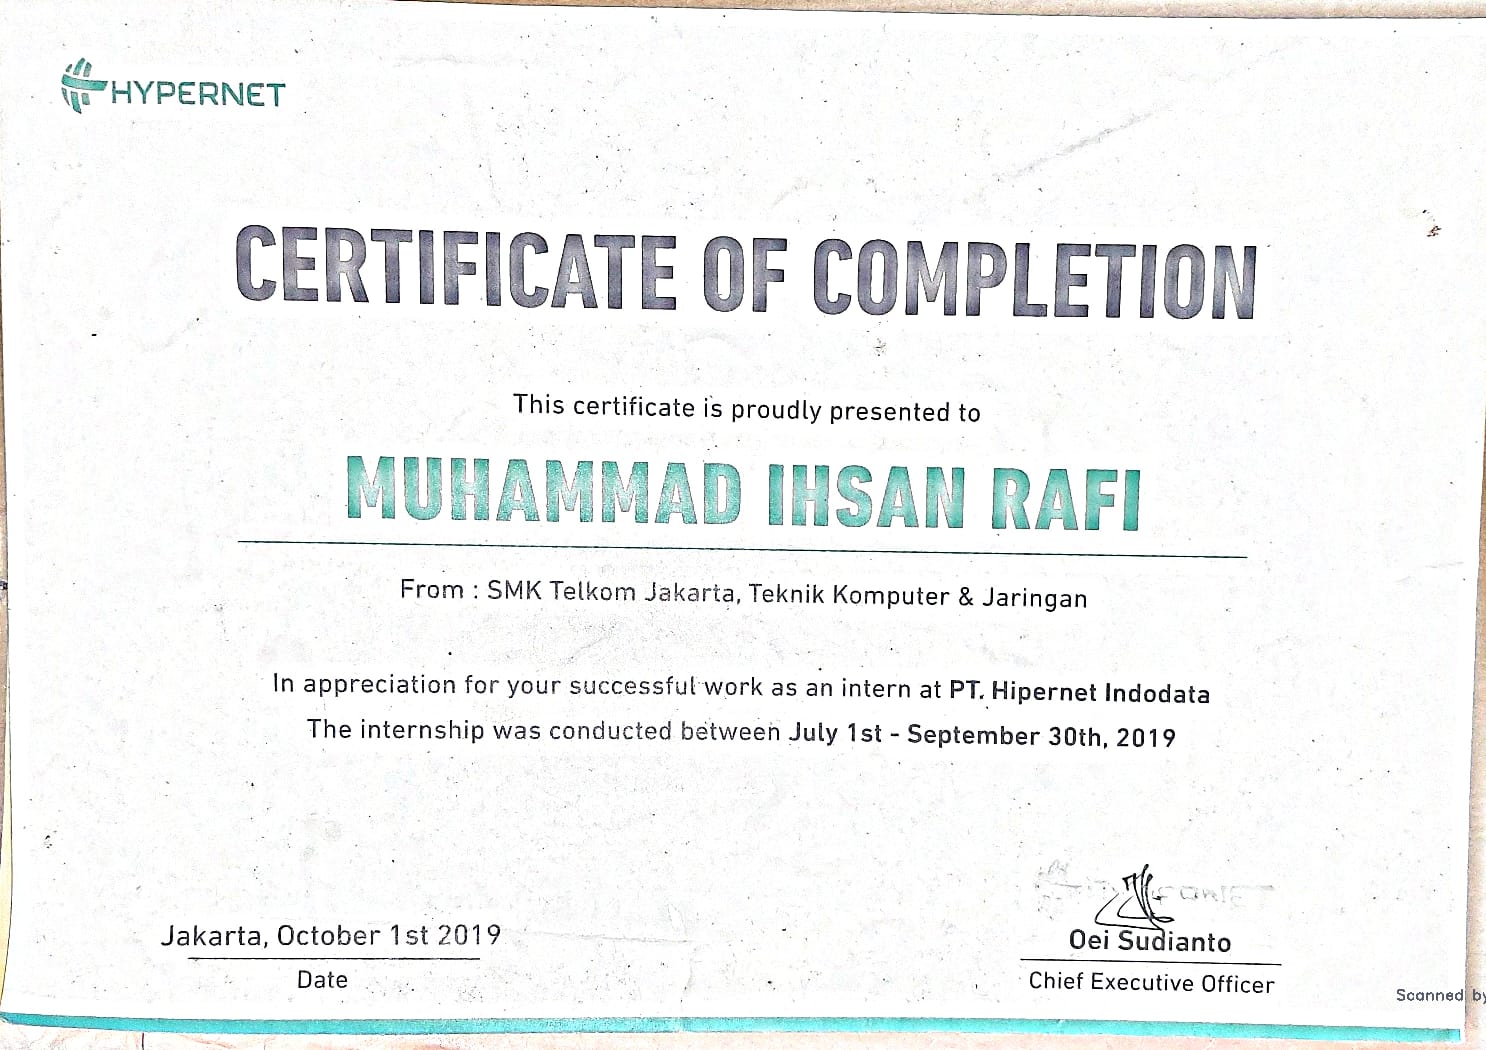 HYPERNET
CERTIFICATE OF COMPLETION
This certificate is proudly presented to
MUHAMMAD IHSAN RAFI
From : SMK Telkom Jakarta, Teknik Komputer & Jaringan
In appreciation for your successful work as an intern at PT. Hipernet Indodata
The internship was conducted between July 1st - September 30th, 2019
Jakarta, October 1st 2019
Date
Oei Sudianto
Chief Executive Officer
Scanned by